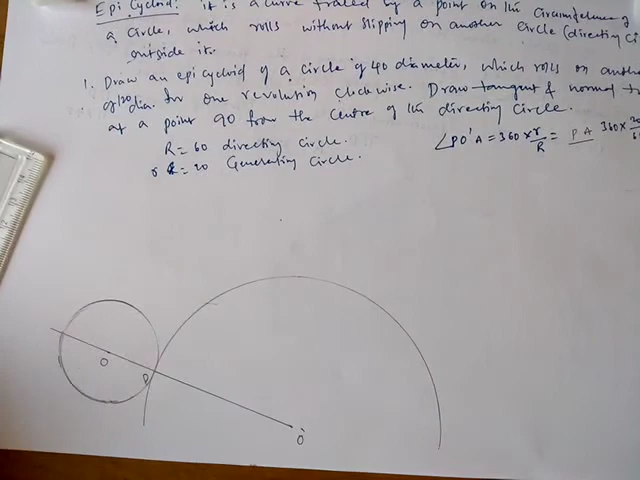 Epi Cycloid: it is a curve traced by a point on the Circumference of
a circle, which rolls without slipping on another circle (directing Ci
outside it.
1. Draw an epicycloid of a circle of 40 diameter, which rolls on anoth
of 120 dia. for one revolution clockwise. Draw tangent & normal t
at a point 90 from the centre of the directing Circle.
R = 60 directing circle.
r = 20 Generating Circle.
∠PO'A = 360 × r/R = PA 360 × 20/6
O
P
O'